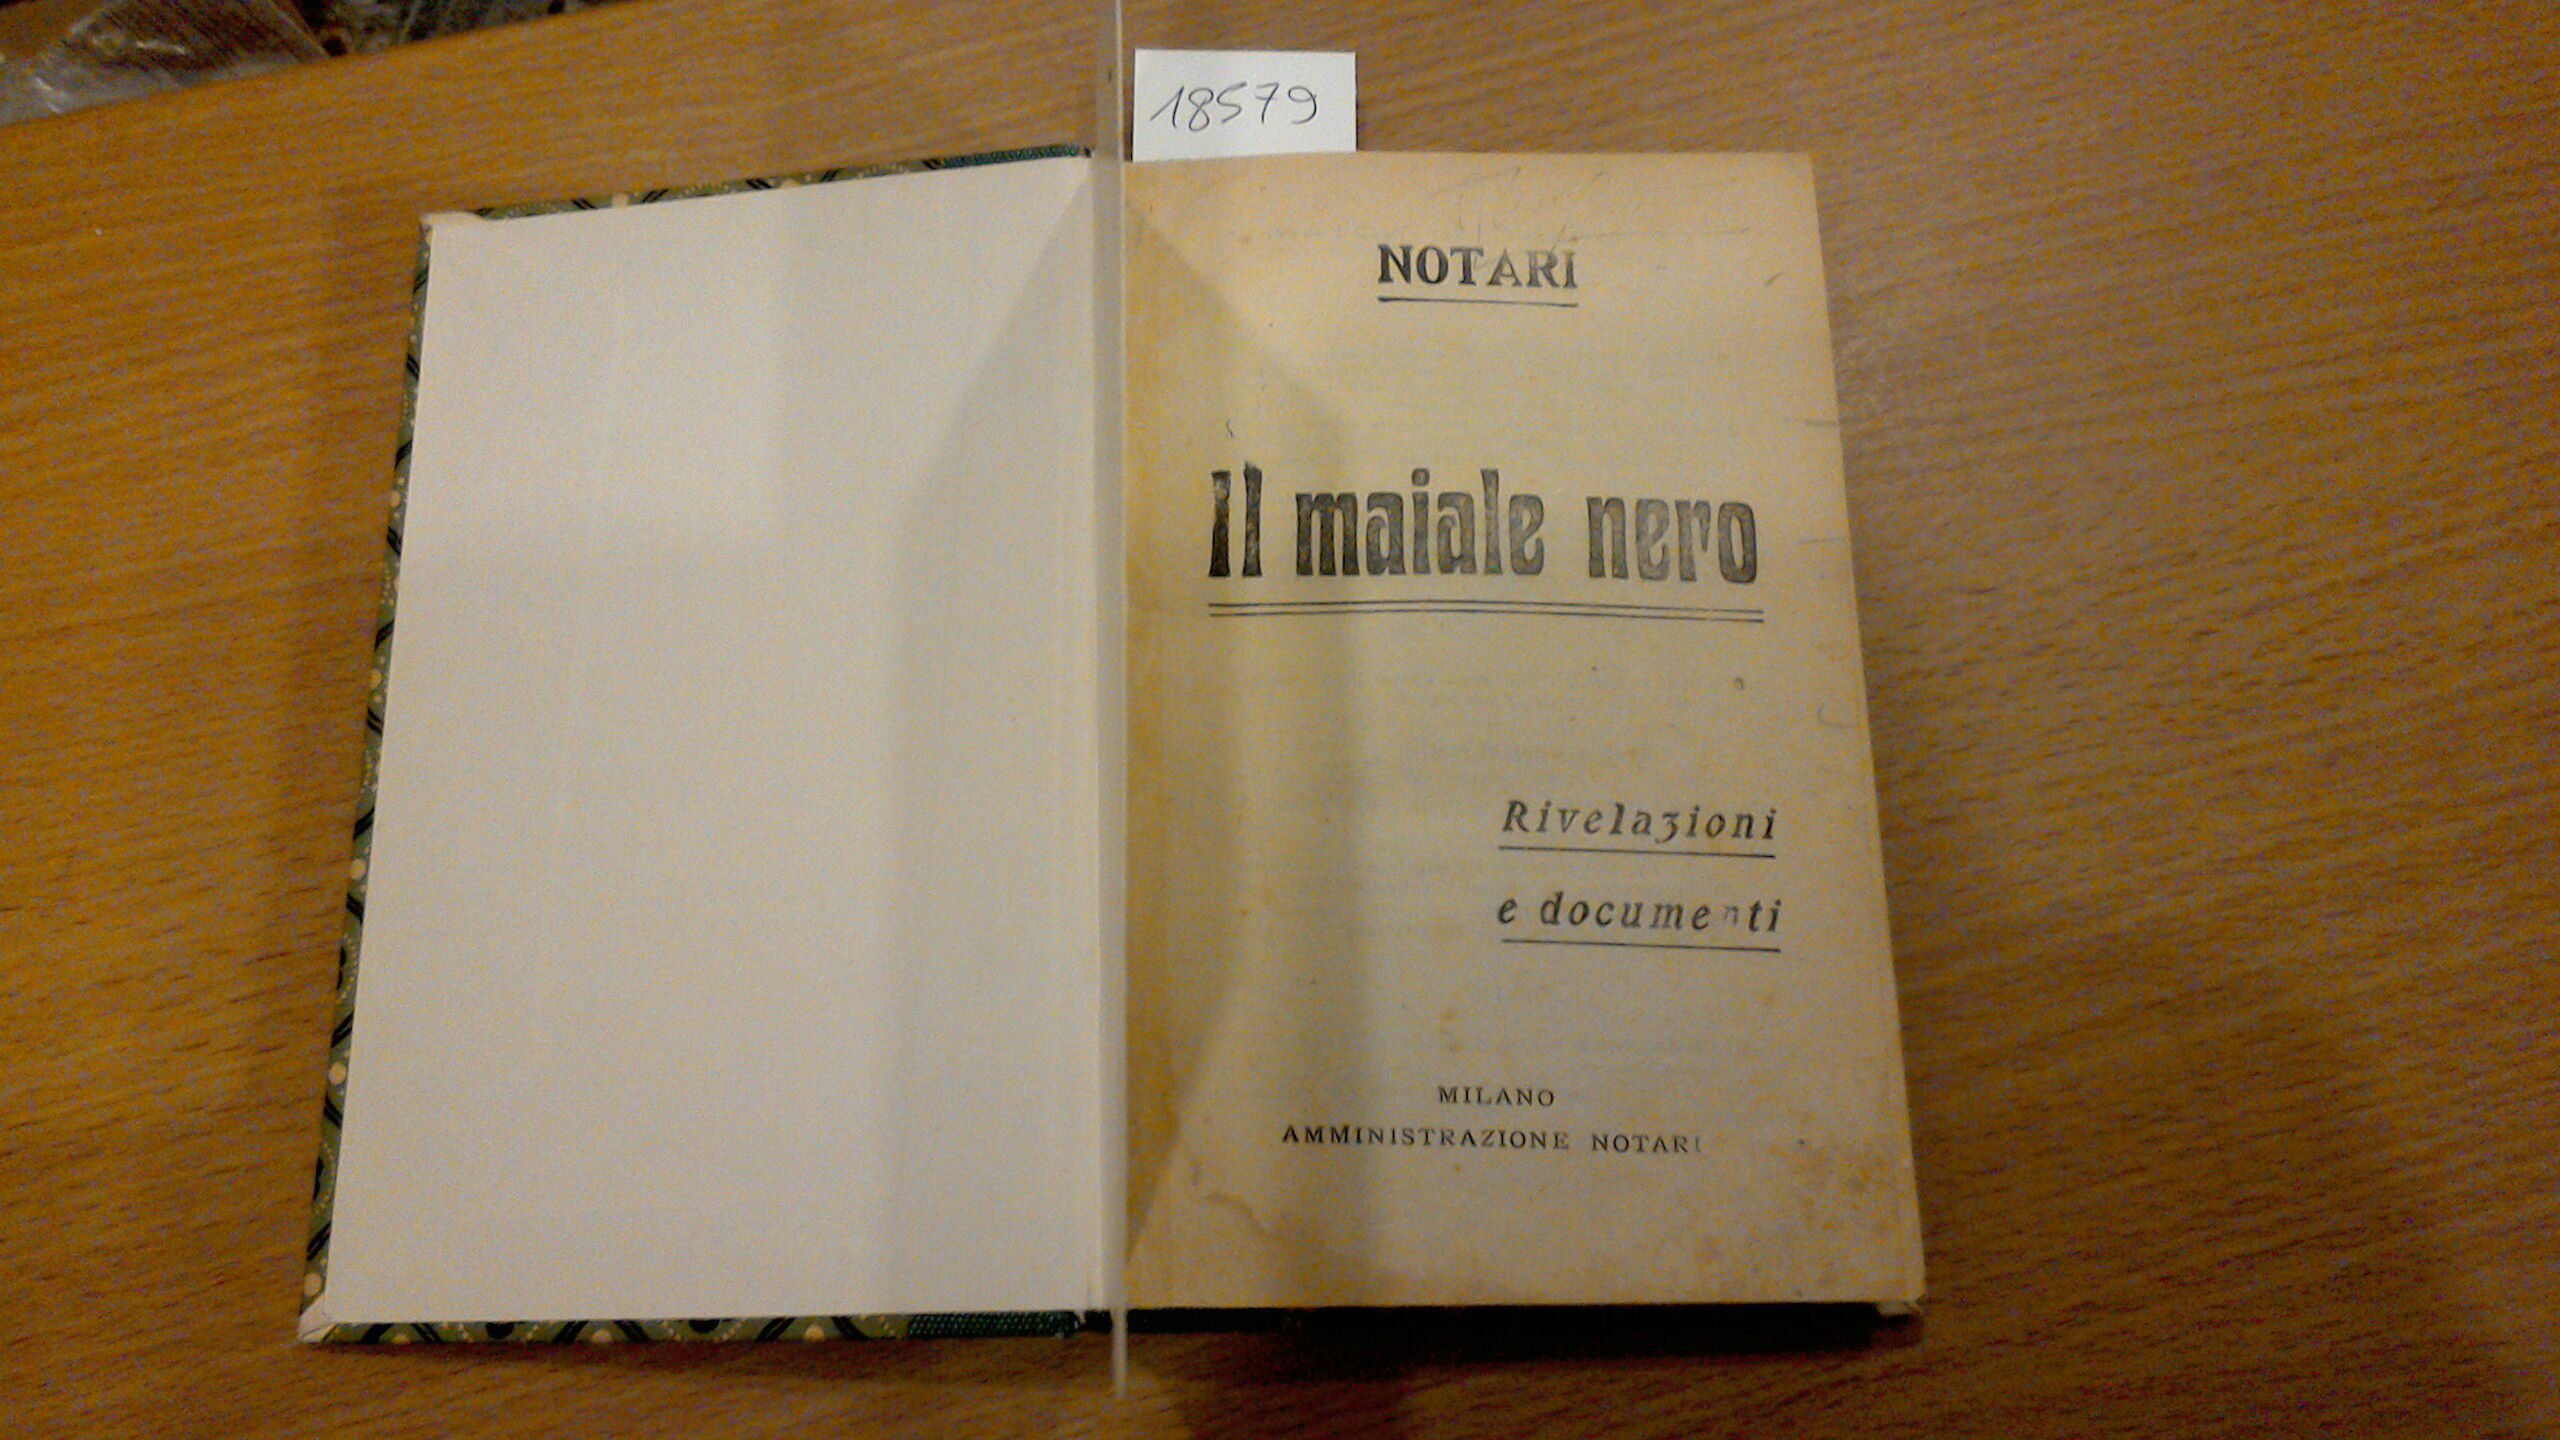 18579
NOTARI
Il maiale nero
Rivelazioni
e documenti
MILANO
AMMINISTRAZIONE NOTARI